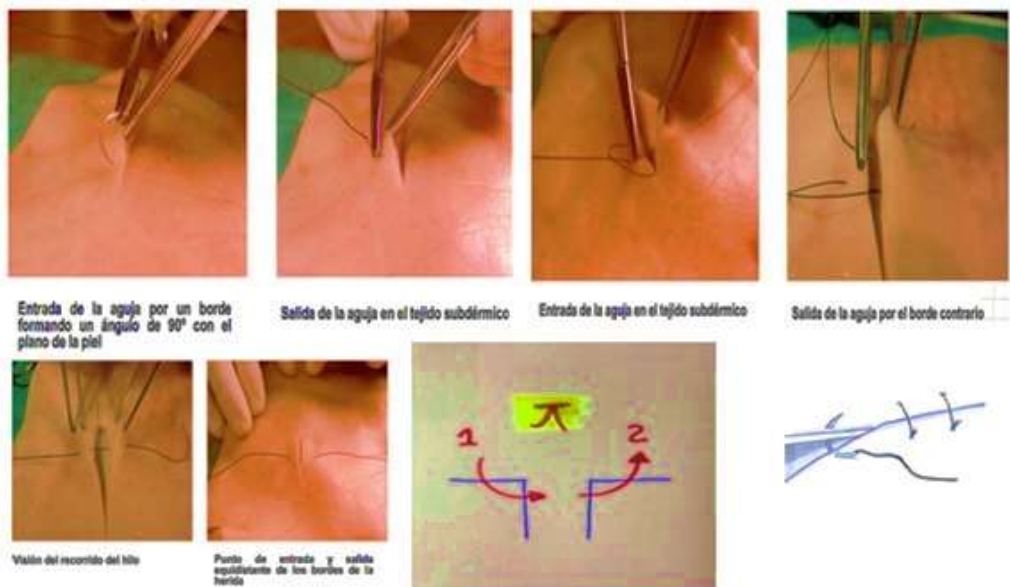 Entrada de la aguja por un borde
formando un ángulo de 90º con el
plano de la piel
Salida de la aguja en el tejido subdérmico
Entrada de la aguja en el tejido subdérmico
Salida de la aguja por el borde contrario
Visión del recorrido del hilo
Punto de entrada y salida
equidistante de los bordes de la
herida
1
2